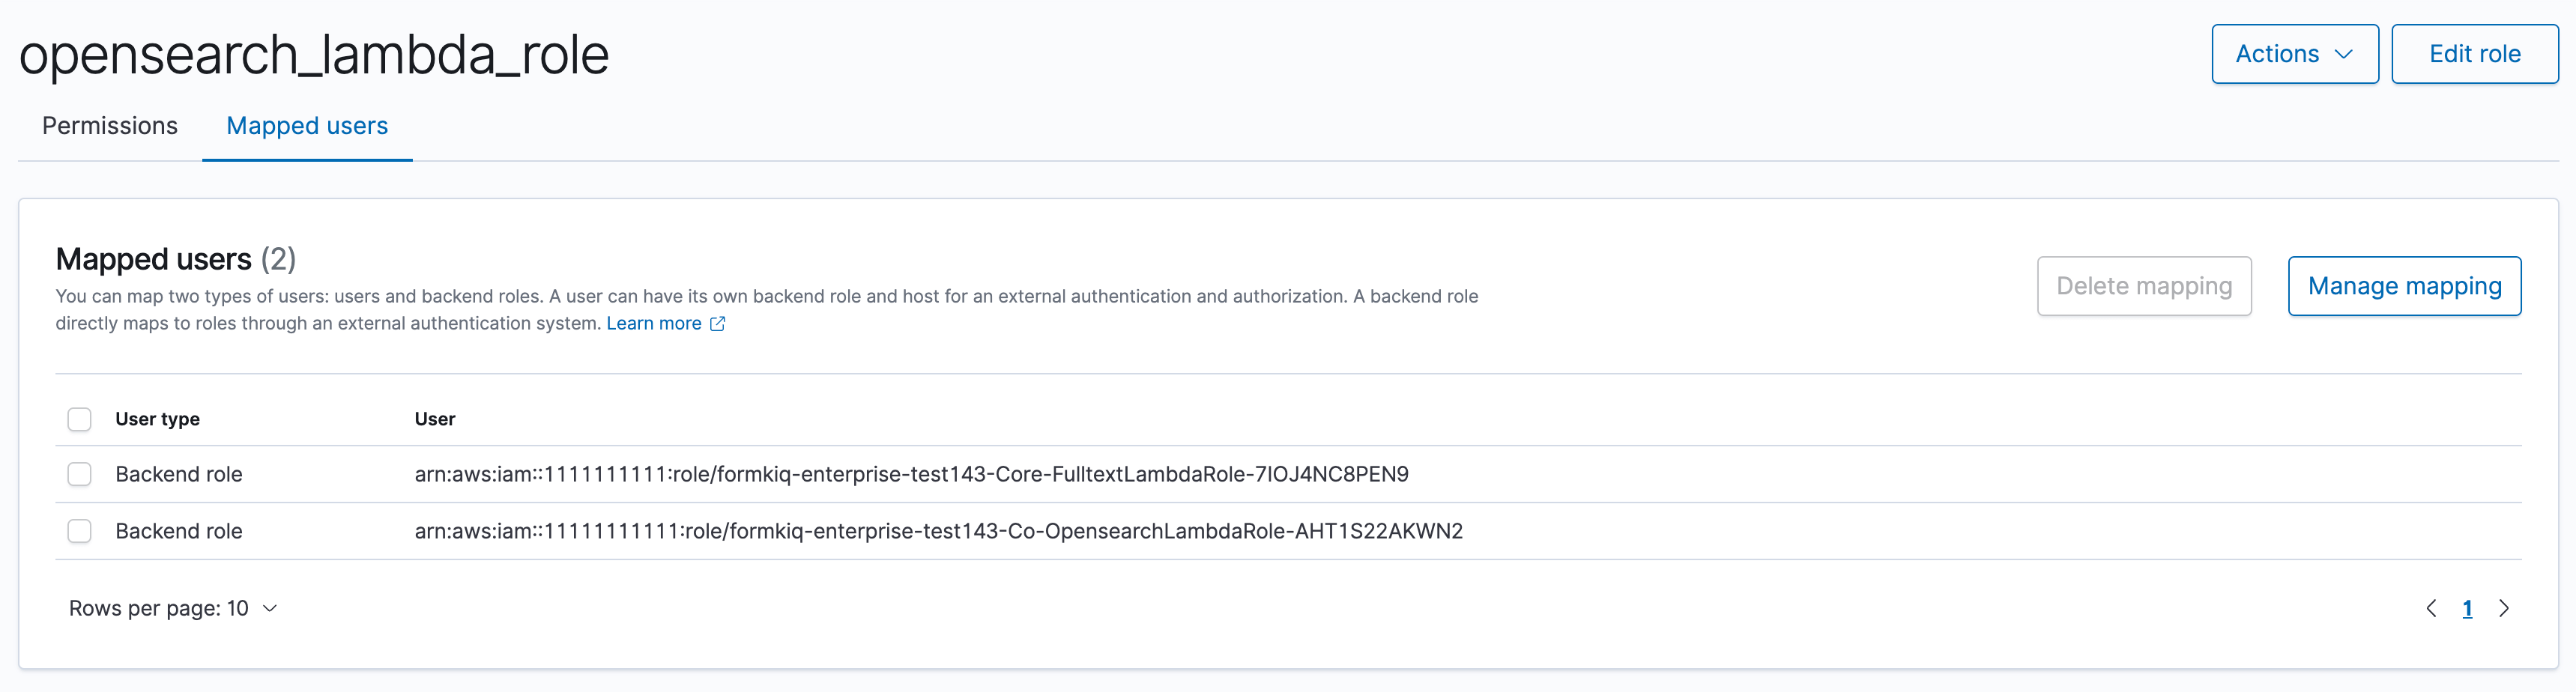 opensearch_lambda_role
Actions
Edit role
Permissions
Mapped users
Mapped users (2)
You can map two types of users: users and backend roles. A user can have its own backend role and host for an external authentication and authorization. A backend role
directly maps to roles through an external authentication system. Learn more
Delete mapping
Manage mapping
User type User
Backend role arn:aws:iam::1111111111:role/formkiq-enterprise-test143-Core-FulltextLambdaRole-7IOJ4NC8PEN9
Backend role arn:aws:iam::11111111111:role/formkiq-enterprise-test143-Co-OpensearchLambdaRole-AHT1S22AKWN2
Rows per page: 10
1